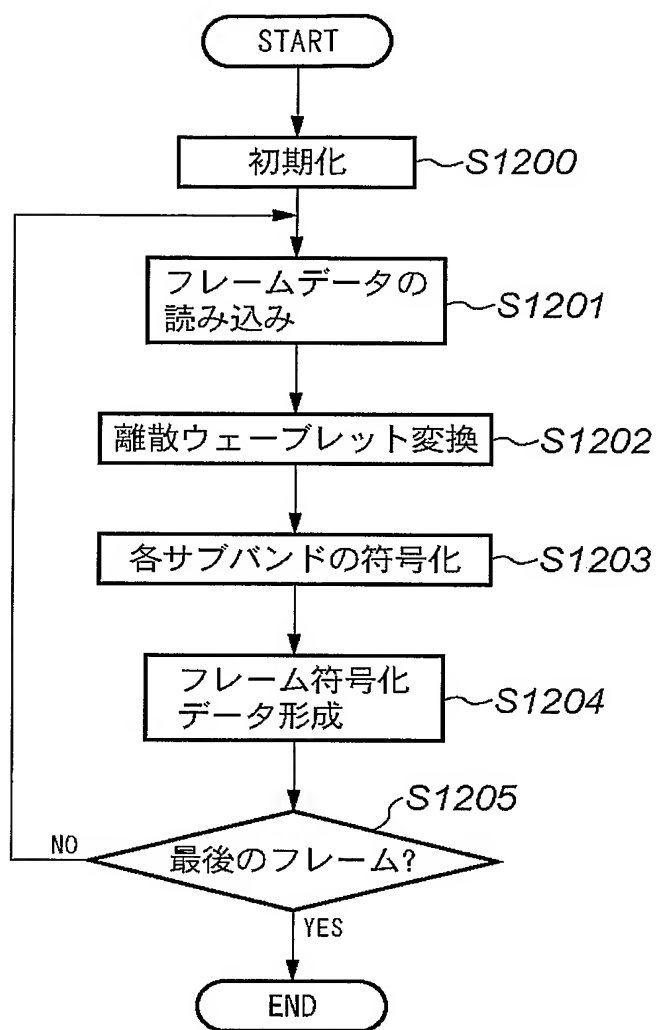 START
初期化
S1200
フレームデータの
読み込み
S1201
離散ウェーブレット変換
S1202
各サブバンドの符号化
S1203
フレーム符号化
データ形成
S1204
S1205
最後のフレーム?
NO
YES
END